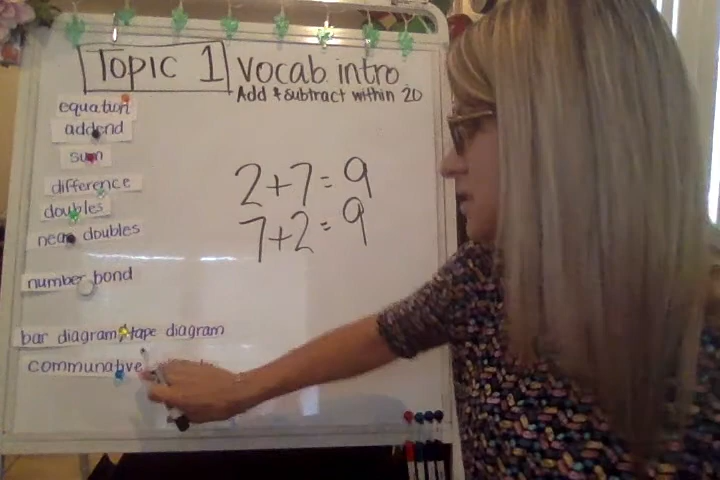 Topic 1 Vocab intro
Add & subtract within 20
equation
addend
sum
difference
doubles
near doubles
number bond
bar diagram, tape diagram
communative
2+7=9
7+2=9